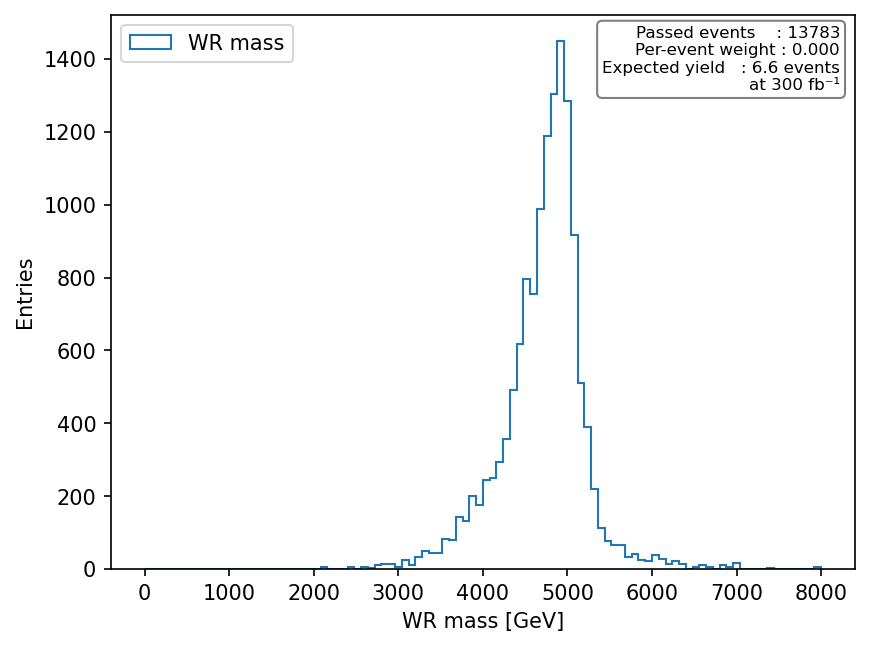 WR mass
Passed events : 13783
Per-event weight : 0.000
Expected yield : 6.6 events
at 300 fb⁻¹
1400
1200
1000
800
600
400
200
0
Entries
0 1000 2000 3000 4000 5000 6000 7000 8000
WR mass [GeV]